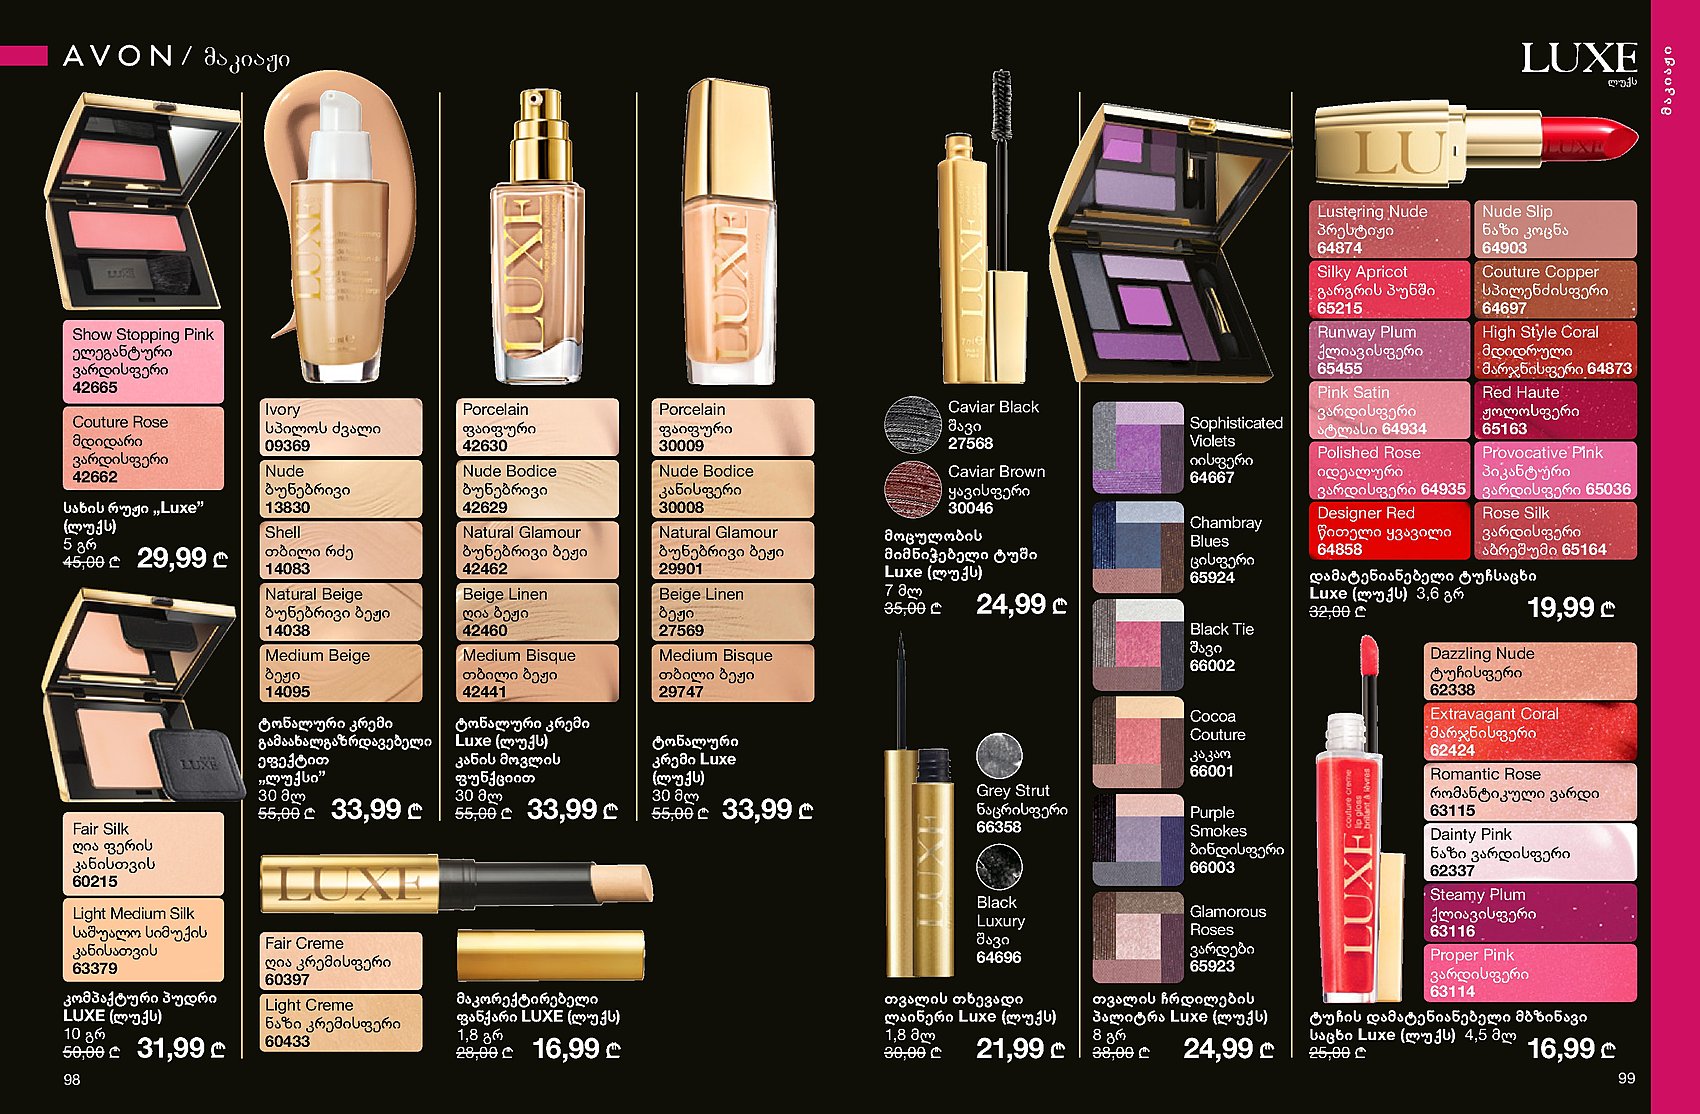 AVON / მაკიაჟი
LUXE
ლუქს
მაკიაჟი
Show Stopping Pink
ელეგანტური
ვარდისფერი
42665
Couture Rose
მდიდარი
ვარდისფერი
42662
სახის რუჟი „Luxe”
(ლუქს)
5 გრ
45,00 ₾ 29,99 ₾
Fair Silk
ღია ფერის
კანისთვის
60215
Light Medium Silk
საშუალო სიმუქის
კანისათვის
63379
კომპაქტური პუდრი
LUXE (ლუქს)
10 გრ
50,00 ₾ 31,99 ₾
98
LUXE
Ivory
სპილოს ძვალი
09369
Nude
ბუნებრივი
13830
Shell
თბილი რძე
14083
Natural Beige
ბუნებრივი ბეჟი
14038
Medium Beige
ბეჟი
14095
ტონალური კრემი
გამაახალგაზრდავებელი
ეფექტით
„ლუქსი”
30 მლ
55,00 ₾ 33,99 ₾
LUXE
Porcelain
ფაიფური
42630
Nude Bodice
ბუნებრივი
42629
Natural Glamour
ბუნებრივი ბეჟი
42462
Beige Linen
ღია ბეჟი
42460
Medium Bisque
თბილი ბეჟი
42441
ტონალური კრემი
Luxe (ლუქს)
კანის მოვლის
ფუნქციით
30 მლ
55,00 ₾ 33,99 ₾
LUXE
Porcelain
ფაიფური
30009
Nude Bodice
კანისფერი
30008
Natural Glamour
ბუნებრივი ბეჟი
29901
Beige Linen
ბეჟი
27569
Medium Bisque
თბილი ბეჟი
29747
ტონალური
კრემი Luxe
(ლუქს)
30 მლ
55,00 ₾ 33,99 ₾
LUXE
Fair Creme
ღია კრემისფერი
60397
Light Creme
ნაზი კრემისფერი
60433
მაკორექტირებელი
ფანქარი LUXE (ლუქს)
1,8 გრ
28,00 ₾ 16,99 ₾
LUXE
Caviar Black
შავი
27568
Caviar Brown
ყავისფერი
30046
მოცულობის
მიმნიჭებელი ტუში
Luxe (ლუქს)
7 მლ
35,00 ₾ 24,99 ₾
LUXE
Grey Strut
ნაცრისფერი
66358
Black
Luxury
შავი
64696
თვალის თხევადი
ლაინერი Luxe (ლუქს)
1,8 მლ
30,00 ₾ 21,99 ₾
Sophisticated
Violets
იისფერი
64667
Chambray
Blues
ცისფერი
65924
Black Tie
შავი
66002
Cocoa
Couture
კაკაო
66001
Purple
Smokes
ბინდისფერი
66003
Glamorous
Roses
ვარდები
65923
თვალის ჩრდილების
პალიტრა Luxe (ლუქს)
8 გრ
38,00 ₾ 24,99 ₾
LU
LUXE
Lustering Nude
პრესტიჟი
64874
Nude Slip
ნაზი კოცნა
64903
Silky Apricot
გარგრის პუნში
65215
Couture Copper
სპილენძისფერი
64697
Runway Plum
ქლიავისფერი
65455
High Style Coral
მდიდრული
მარჯნისფერი 64873
Pink Satin
ვარდისფერი
ატლასი 64934
Red Haute
ჟოლოსფერი
65163
Polished Rose
იდეალური
ვარდისფერი 64935
Provocative Pink
პიკანტური
ვარდისფერი 65036
Designer Red
წითელი ყვავილი
64858
Rose Silk
ვარდისფერი
აბრეშუმი 65164
დამატენიანებელი ტუჩსაცხი
Luxe (ლუქს) 3,6 გრ
32,00 ₾ 19,99 ₾
couture creme
lip gloss
brillant à lèvres
LUXE
Dazzling Nude
ტუჩისფერი
62338
Extravagant Coral
მარჯნისფერი
62424
Romantic Rose
რომანტიკული ვარდი
63115
Dainty Pink
ნაზი ვარდისფერი
62337
Steamy Plum
ქლიავისფერი
63116
Proper Pink
ვარდისფერი
63114
ტუჩის დამატენიანებელი მბზინავი
საცხი Luxe (ლუქს) 4,5 მლ
25,00 ₾ 16,99 ₾
99